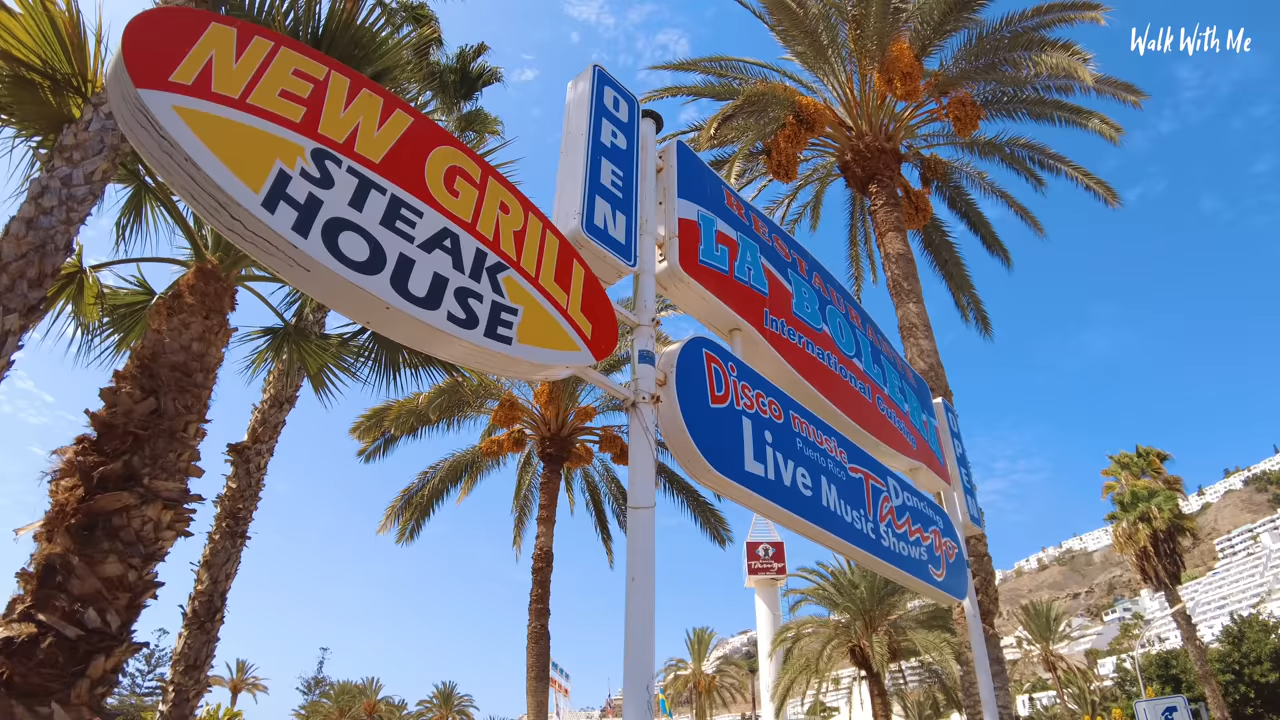 Walk With Me
NEW GRILL
STEAK
HOUSE
OPEN
RESTAURANTE
LA BOLERA
International Cuisine
OPEN
Disco music
Puerto Rico
Dancing
Live Music Shows
Tango
Tango